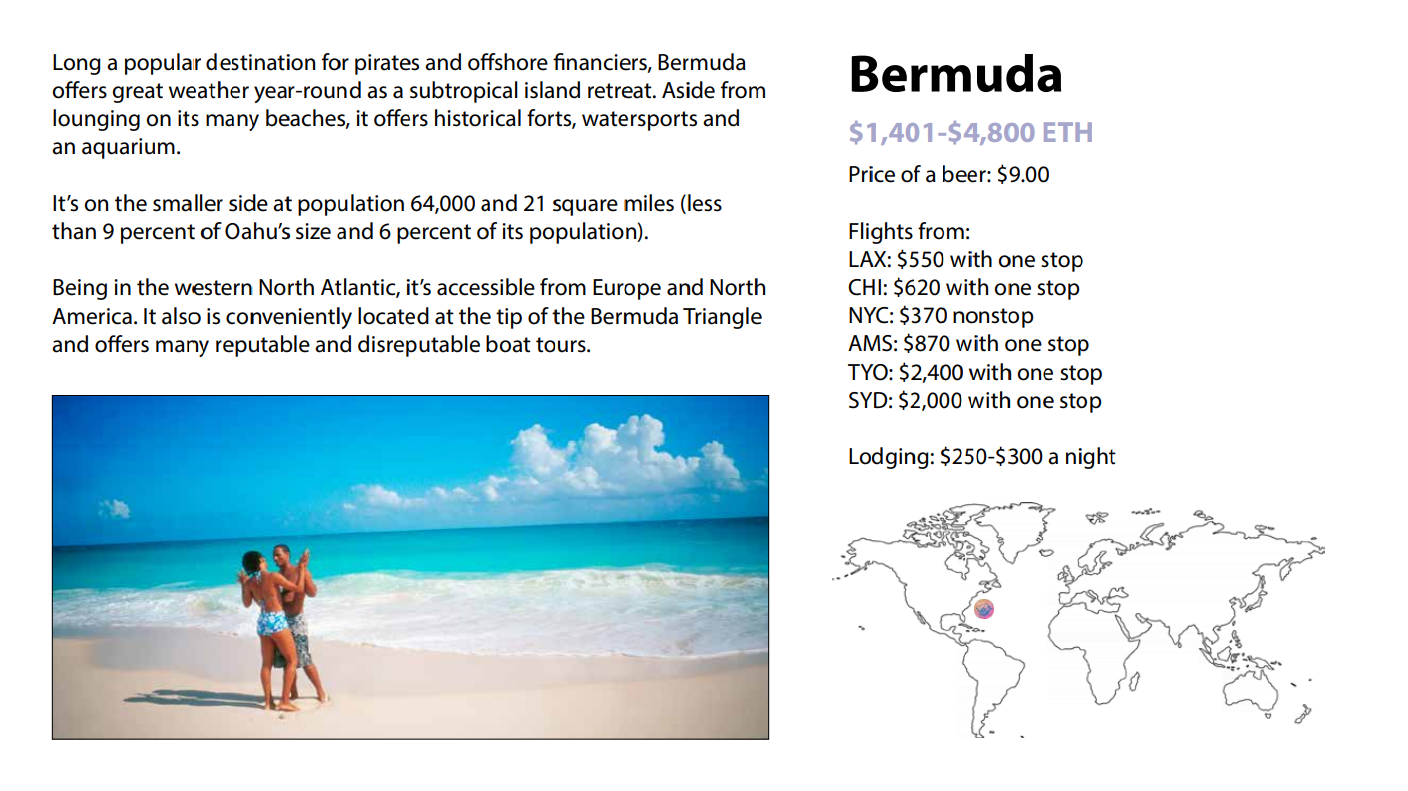 Long a popular destination for pirates and offshore financiers, Bermuda
offers great weather year-round as a subtropical island retreat. Aside from
lounging on its many beaches, it offers historical forts, watersports and
an aquarium.
It’s on the smaller side at population 64,000 and 21 square miles (less
than 9 percent of Oahu’s size and 6 percent of its population).
Being in the western North Atlantic, it’s accessible from Europe and North
America. It also is conveniently located at the tip of the Bermuda Triangle
and offers many reputable and disreputable boat tours.
Bermuda
$1,401-$4,800 ETH
Price of a beer: $9.00
Flights from:
LAX: $550 with one stop
CHI: $620 with one stop
NYC: $370 nonstop
AMS: $870 with one stop
TYO: $2,400 with one stop
SYD: $2,000 with one stop
Lodging: $250-$300 a night